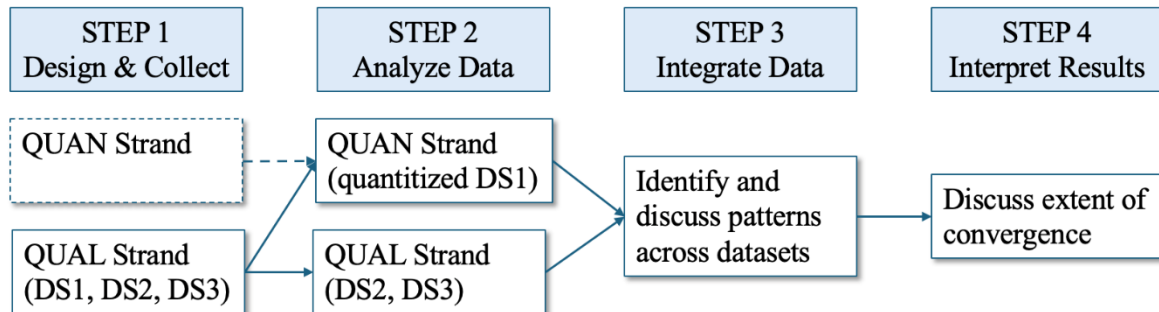 STEP 1
Design & Collect
STEP 2
Analyze Data
STEP 3
Integrate Data
STEP 4
Interpret Results
QUAN Strand
QUAL Strand
(DS1, DS2, DS3)
QUAN Strand
(quantitized DS1)
QUAL Strand
(DS2, DS3)
Identify and
discuss patterns
across datasets
Discuss extent of
convergence